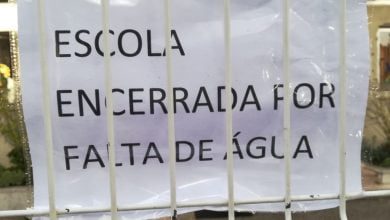 ESCOLA
ENCERRADA POR
FALTA DE ÁGUA